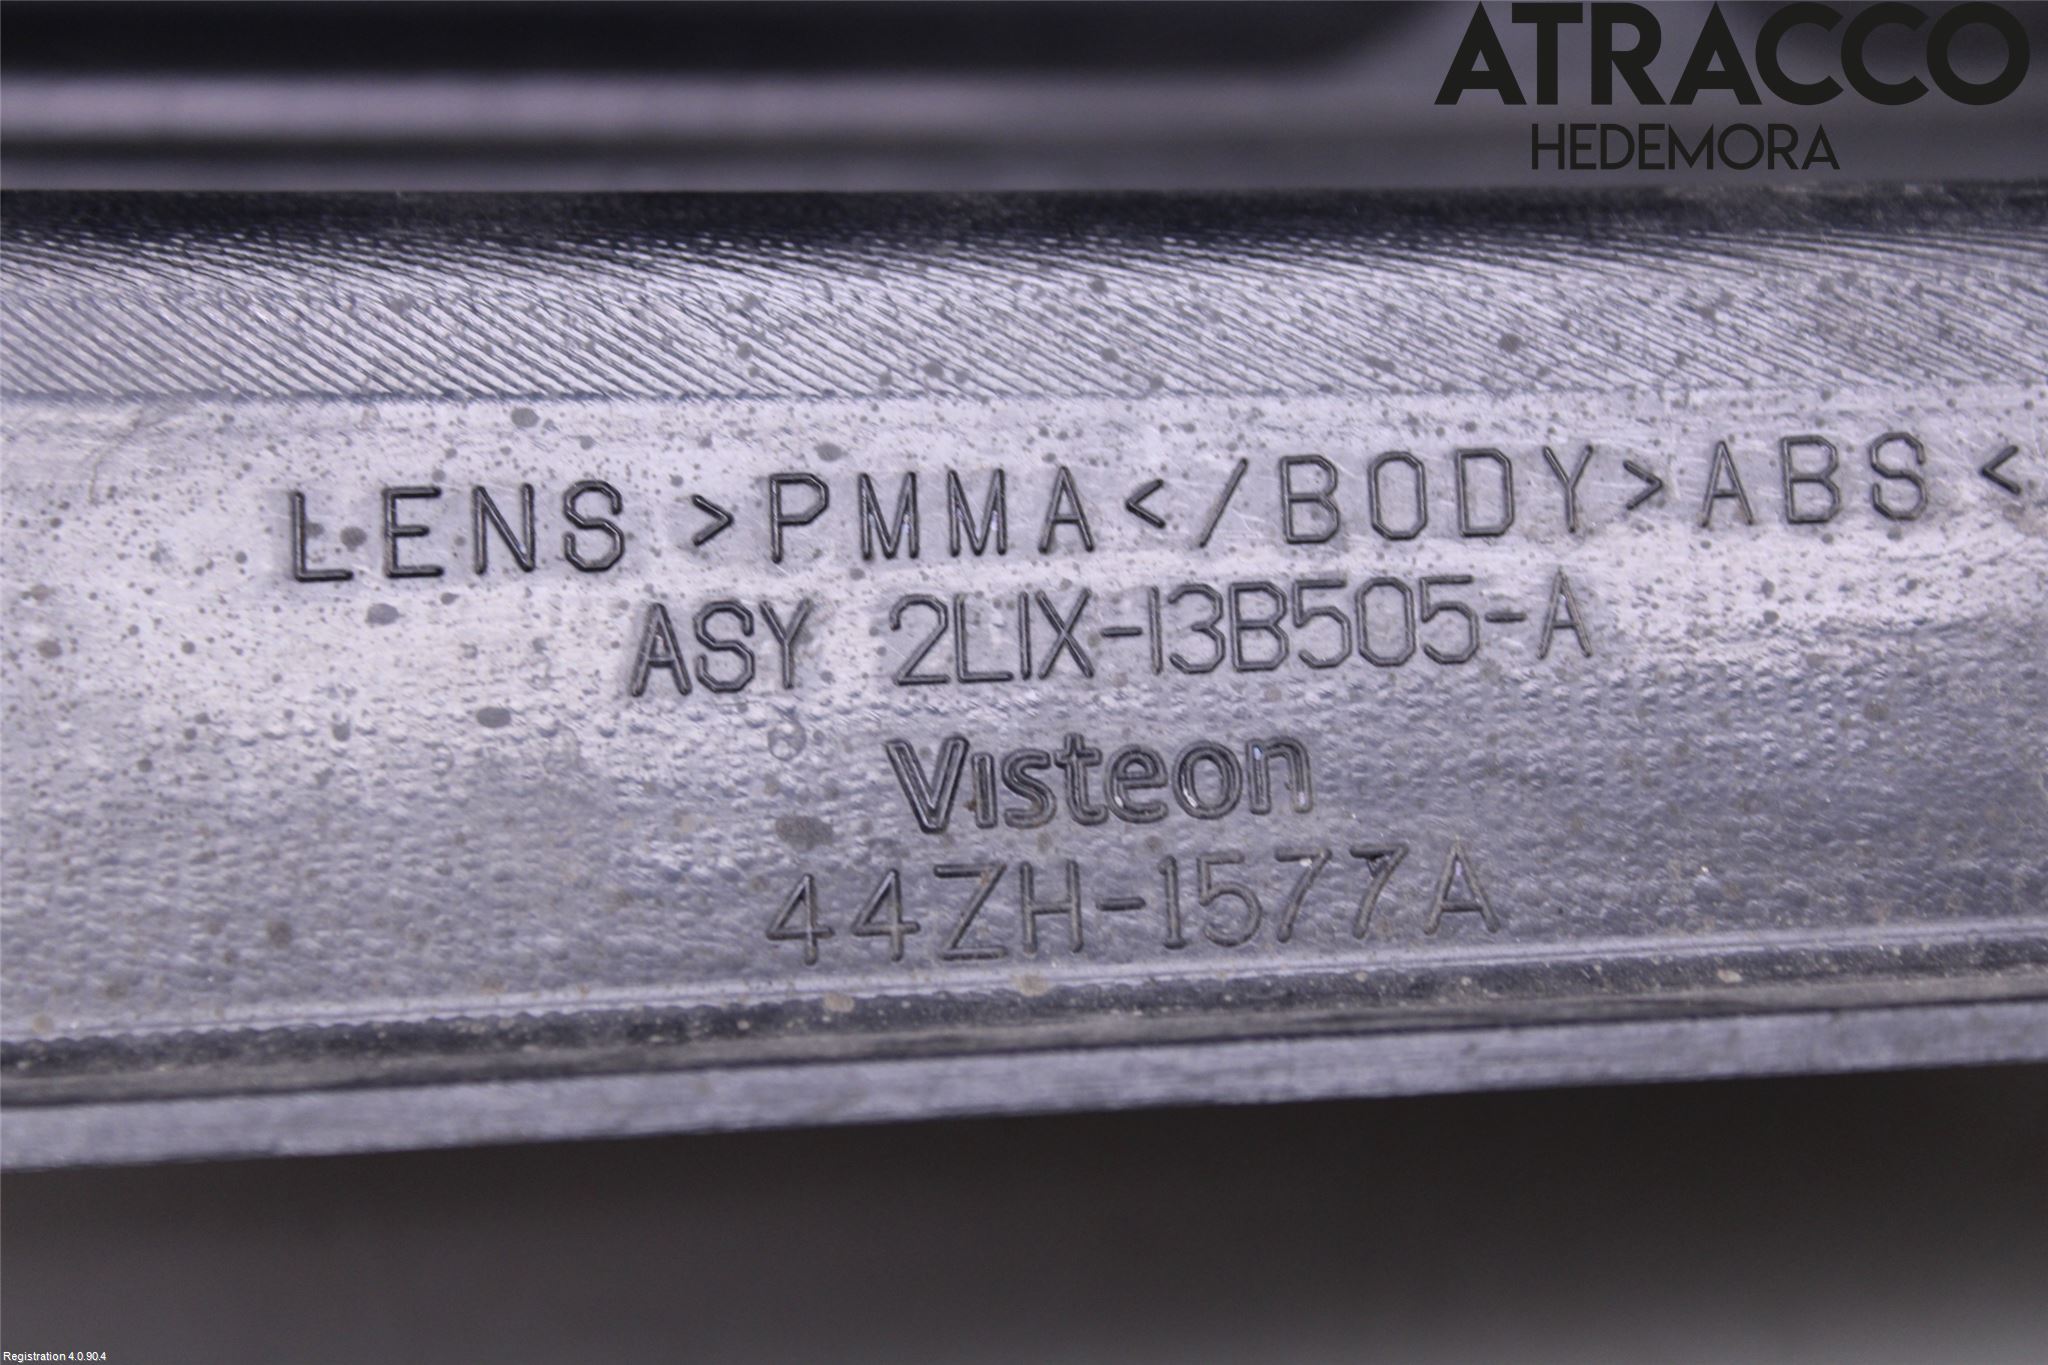 ATRACCO
HEDEMORA
LENS >PMMA</BODY>ABS<
ASY 2L1X-13B505-A
Visteon
44ZH-1577A
Registration 4.0.90.4